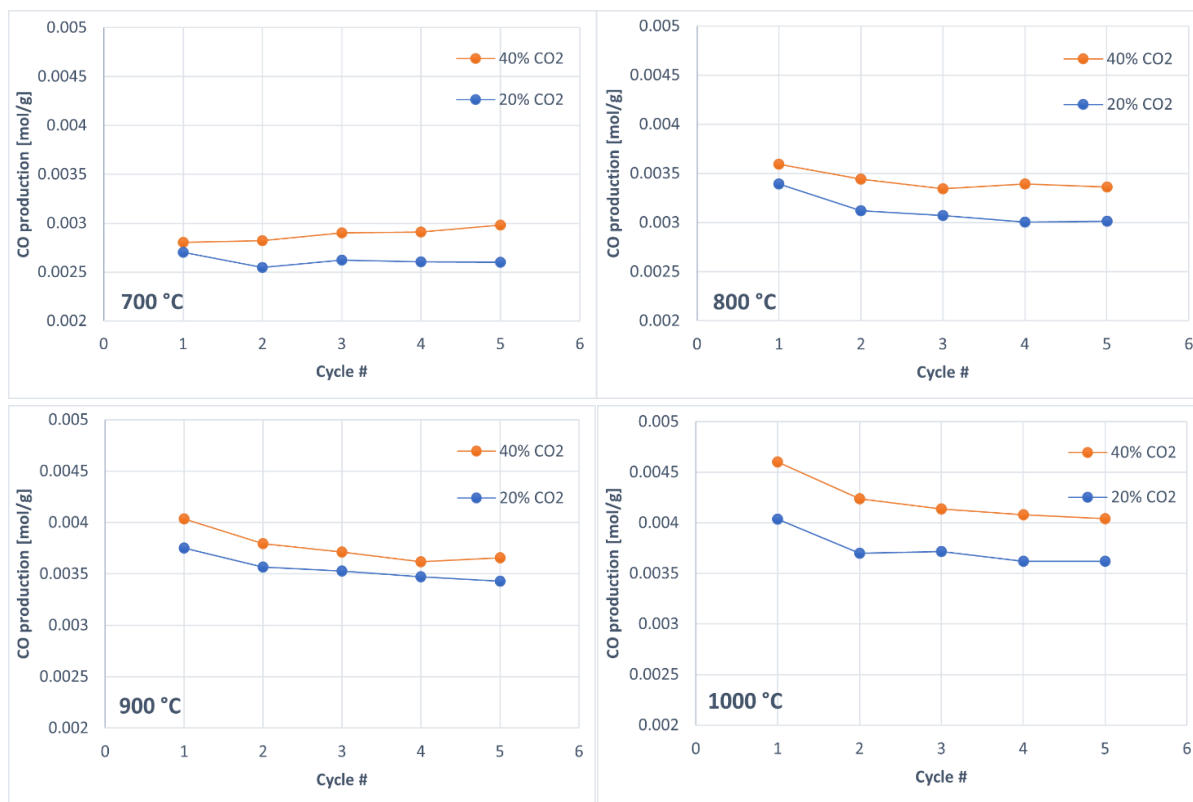 0.005
0.0045
0.004
0.0035
0.003
0.0025
0.002
CO production [mol/g]
40% CO2
20% CO2
700 °C
0 1 2 3 4 5 6
Cycle #
0.005
0.0045
0.004
0.0035
0.003
0.0025
0.002
CO production [mol/g]
40% CO2
20% CO2
800 °C
0 1 2 3 4 5 6
Cycle #
0.005
0.0045
0.004
0.0035
0.003
0.0025
0.002
CO production [mol/g]
40% CO2
20% CO2
900 °C
0 1 2 3 4 5 6
Cycle #
0.005
0.0045
0.004
0.0035
0.003
0.0025
0.002
CO production [mol/g]
40% CO2
20% CO2
1000 °C
0 1 2 3 4 5 6
Cycle #